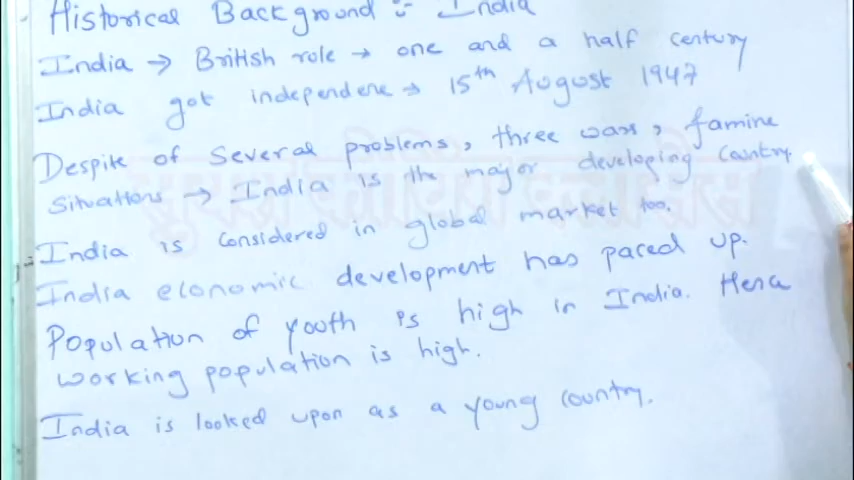 Historical Background :- India
India → British role → one and a half century
India got independene → 15th August 1947
Despite of several problems, three wars, famine
Situations → India is the major developing country.
India is considered in global market too.
India economic development has paced up.
Population of youth is high in India. Hence
working population is high.
India is looked upon as a young country.